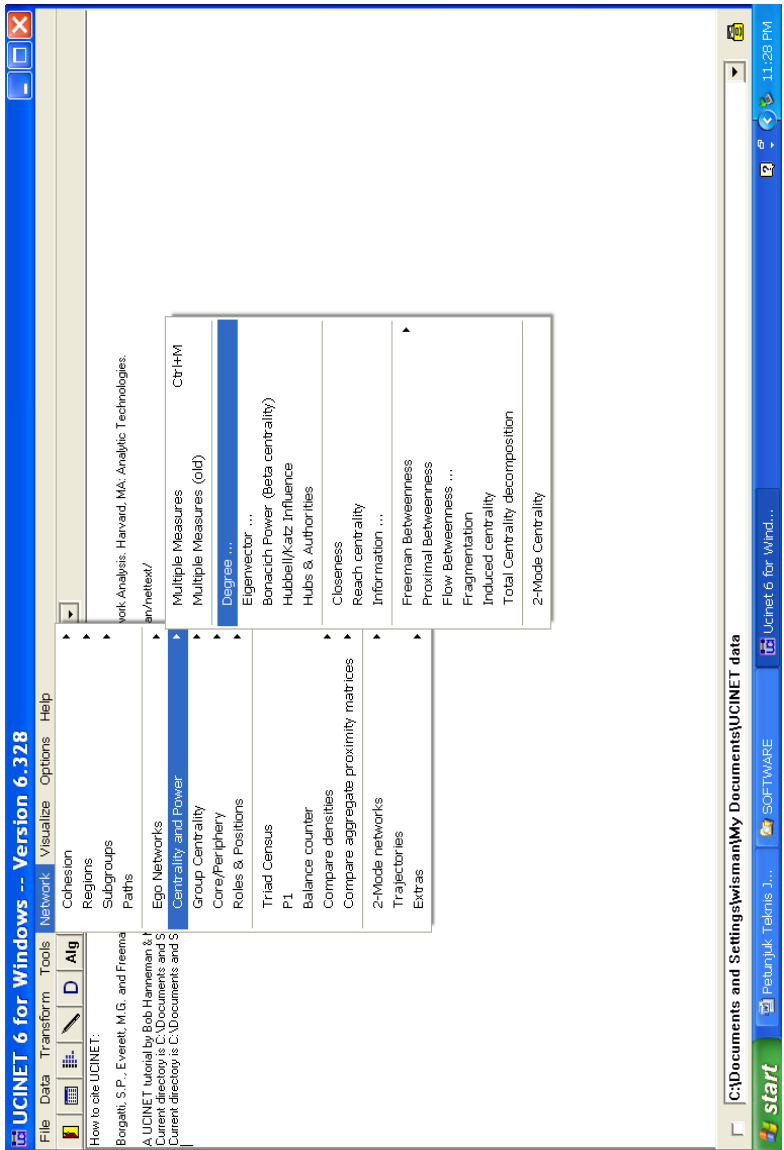 UCINET 6 for Windows -- Version 6.328
File Data Transform Tools Network Visualize Options Help
D Alg
How to cite UCINET:
Borgatti, S.P., Everett, M.G. and Freema
work Analysis. Harvard, MA: Analytic Technologies.
A UCINET tutorial by Bob Hanneman &
an/nettext/
Current directory is C:\Documents and S
Current directory is C:\Documents and S
Cohesion
Regions
Subgroups
Paths
Ego Networks
Centrality and Power
Group Centrality
Core/Periphery
Roles & Positions
Triad Census
P1
Balance counter
Compare densities
Compare aggregate proximity matrices
2-Mode networks
Trajectories
Extras
Multiple Measures Ctrl+M
Multiple Measures (old)
Degree ...
Eigenvector ...
Bonacich Power (Beta centrality)
Hubbell/Katz Influence
Hubs & Authorities
Closeness
Reach centrality
Information ...
Freeman Betweenness
Proximal Betweenness
Flow Betweenness ...
Fragmentation
Induced centrality
Total Centrality decomposition
2-Mode Centrality
C:\Documents and Settings\wisman\My Documents\UCINET data
start
Petunjuk Teknis J...
SOFTWARE
Ucinet 6 for Wind...
11:28 PM